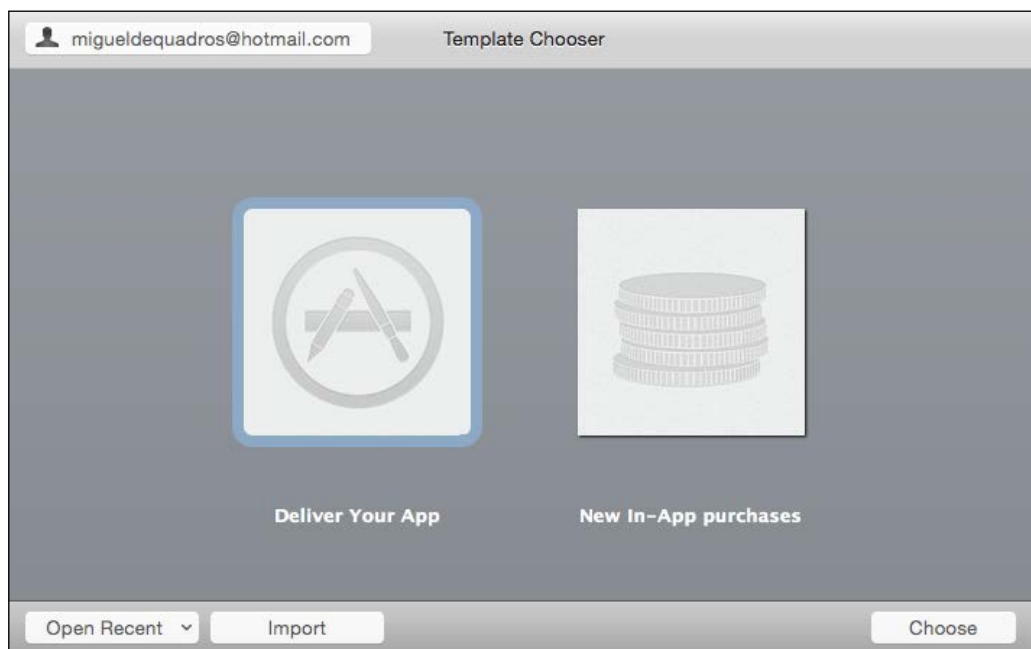 migueldequadros@hotmail.com
Template Chooser
Deliver Your App
New In-App purchases
Open Recent
Import
Choose